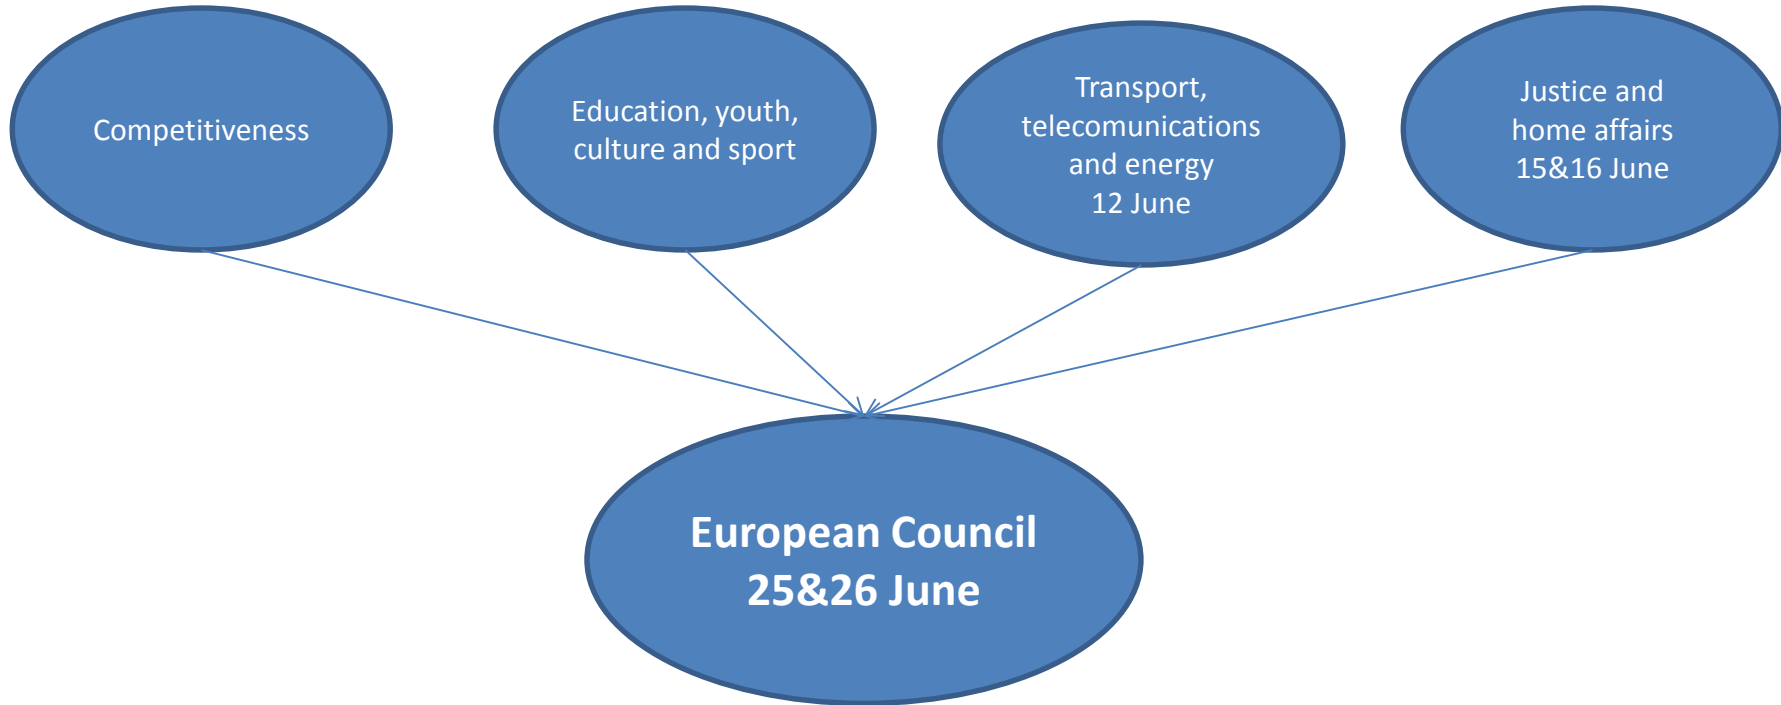 Competitiveness
Education, youth,
culture and sport
Transport,
telecomunications
and energy
12 June
Justice and
home affairs
15&16 June
European Council
25&26 June